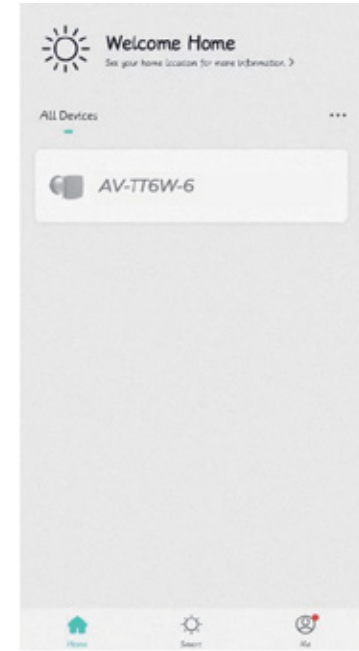 Welcome Home
Set your home location for more information. >
All Devices
...
AV-TT6W-6
Home
Smart
Me